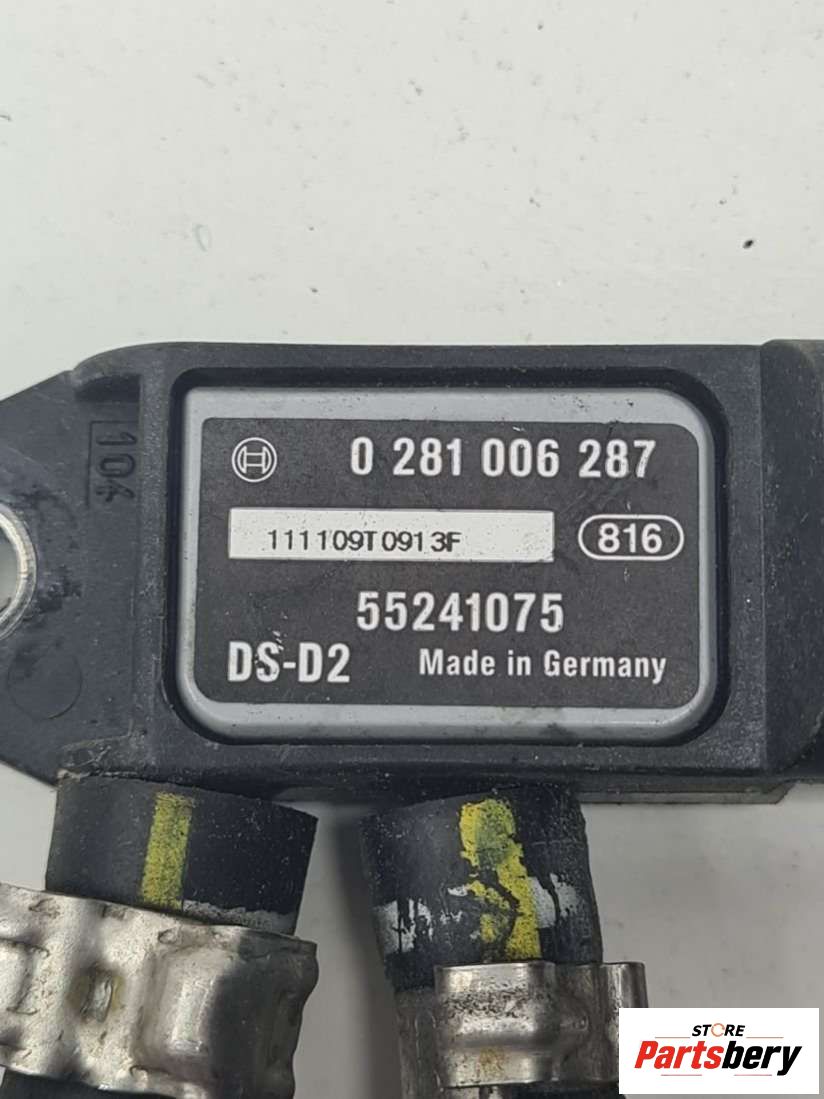 0 281 006 287
111109T0913F
816
55241075
DS-D2 Made in Germany
104
STORE
Partsbery